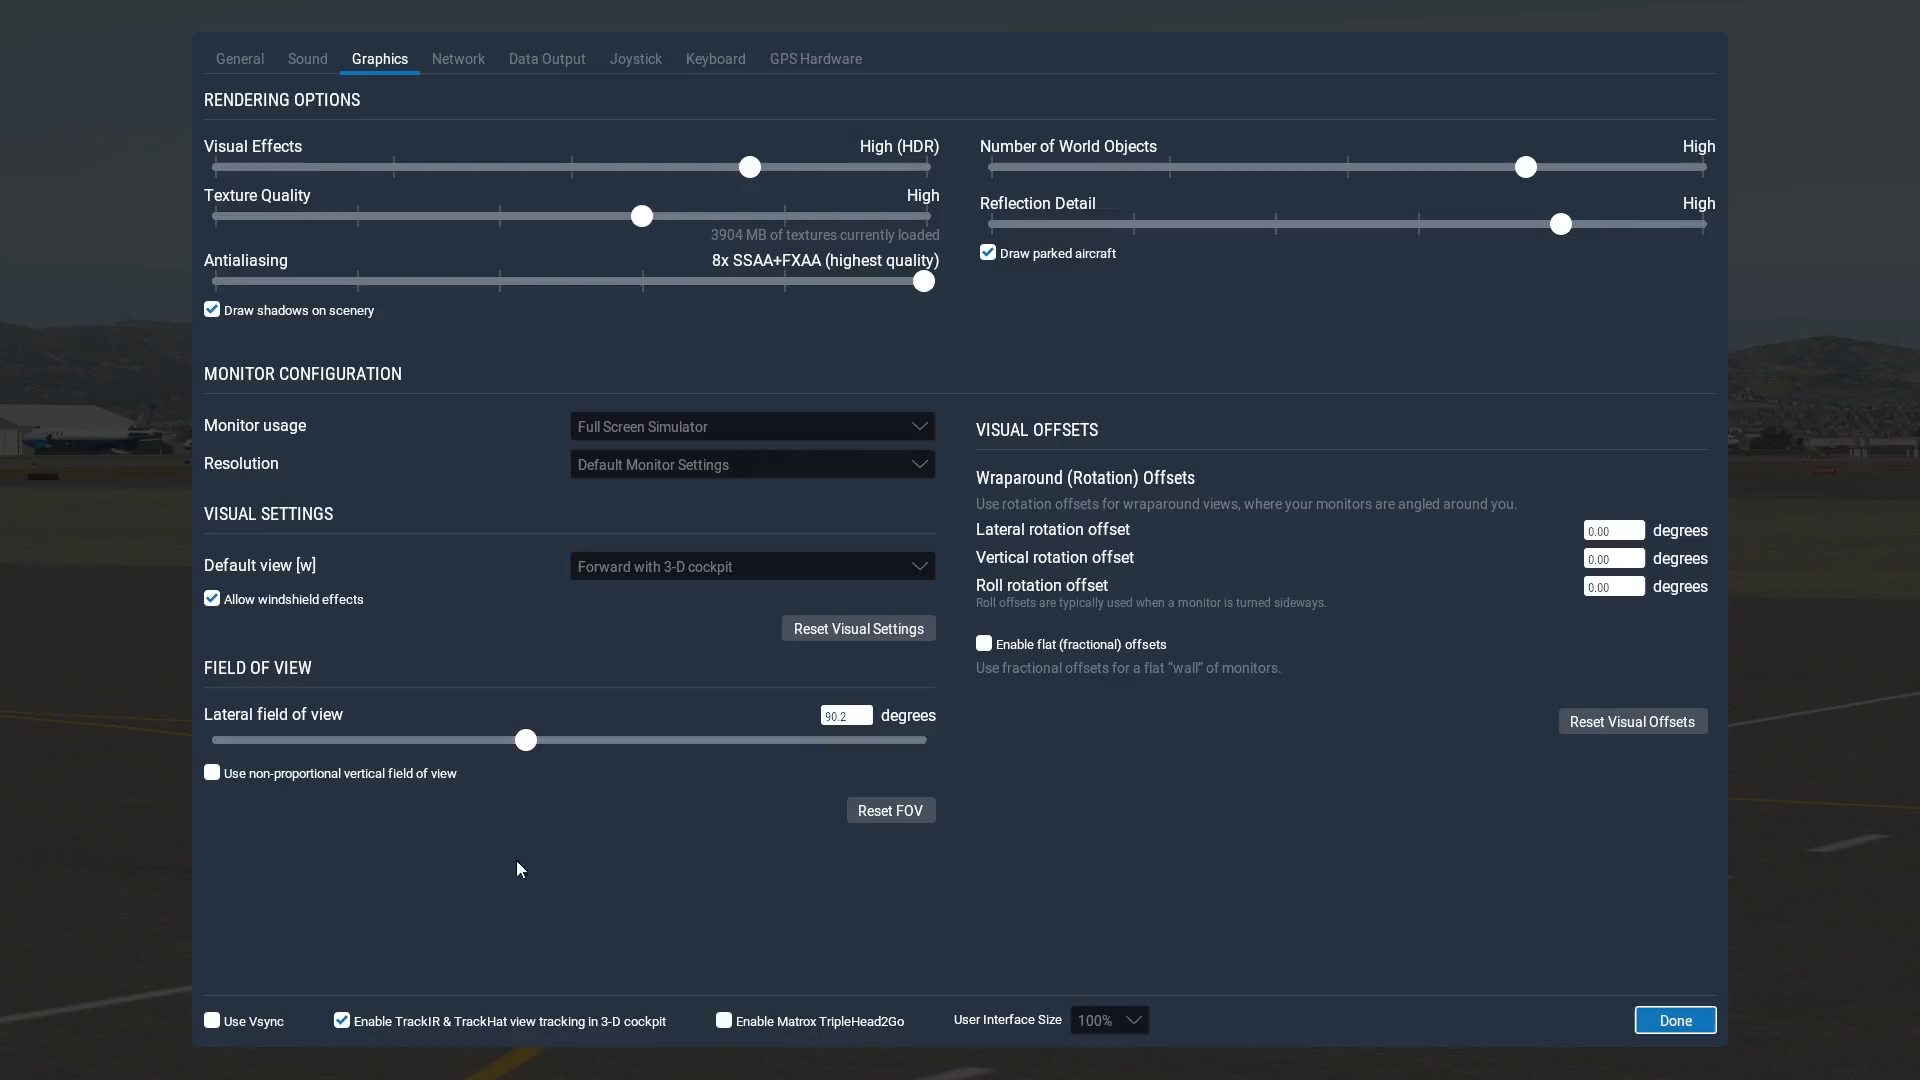 General Sound Graphics Network Data Output Joystick Keyboard GPS Hardware
RENDERING OPTIONS
Visual Effects High (HDR)
Texture Quality High
3904 MB of textures currently loaded
Antialiasing 8x SSAA+FXAA (highest quality)
Draw shadows on scenery
Number of World Objects High
Reflection Detail High
Draw parked aircraft
MONITOR CONFIGURATION
Monitor usage Full Screen Simulator
Resolution Default Monitor Settings
VISUAL SETTINGS
Default view [w] Forward with 3-D cockpit
Allow windshield effects
Reset Visual Settings
FIELD OF VIEW
Lateral field of view 90.2 degrees
Use non-proportional vertical field of view
Reset FOV
VISUAL OFFSETS
Wraparound (Rotation) Offsets
Use rotation offsets for wraparound views, where your monitors are angled around you.
Lateral rotation offset 0.00 degrees
Vertical rotation offset 0.00 degrees
Roll rotation offset 0.00 degrees
Roll offsets are typically used when a monitor is turned sideways.
Enable flat (fractional) offsets
Use fractional offsets for a flat “wall” of monitors.
Reset Visual Offsets
Use Vsync Enable TrackIR & TrackHat view tracking in 3-D cockpit Enable Matrox TripleHead2Go User Interface Size 100% Done